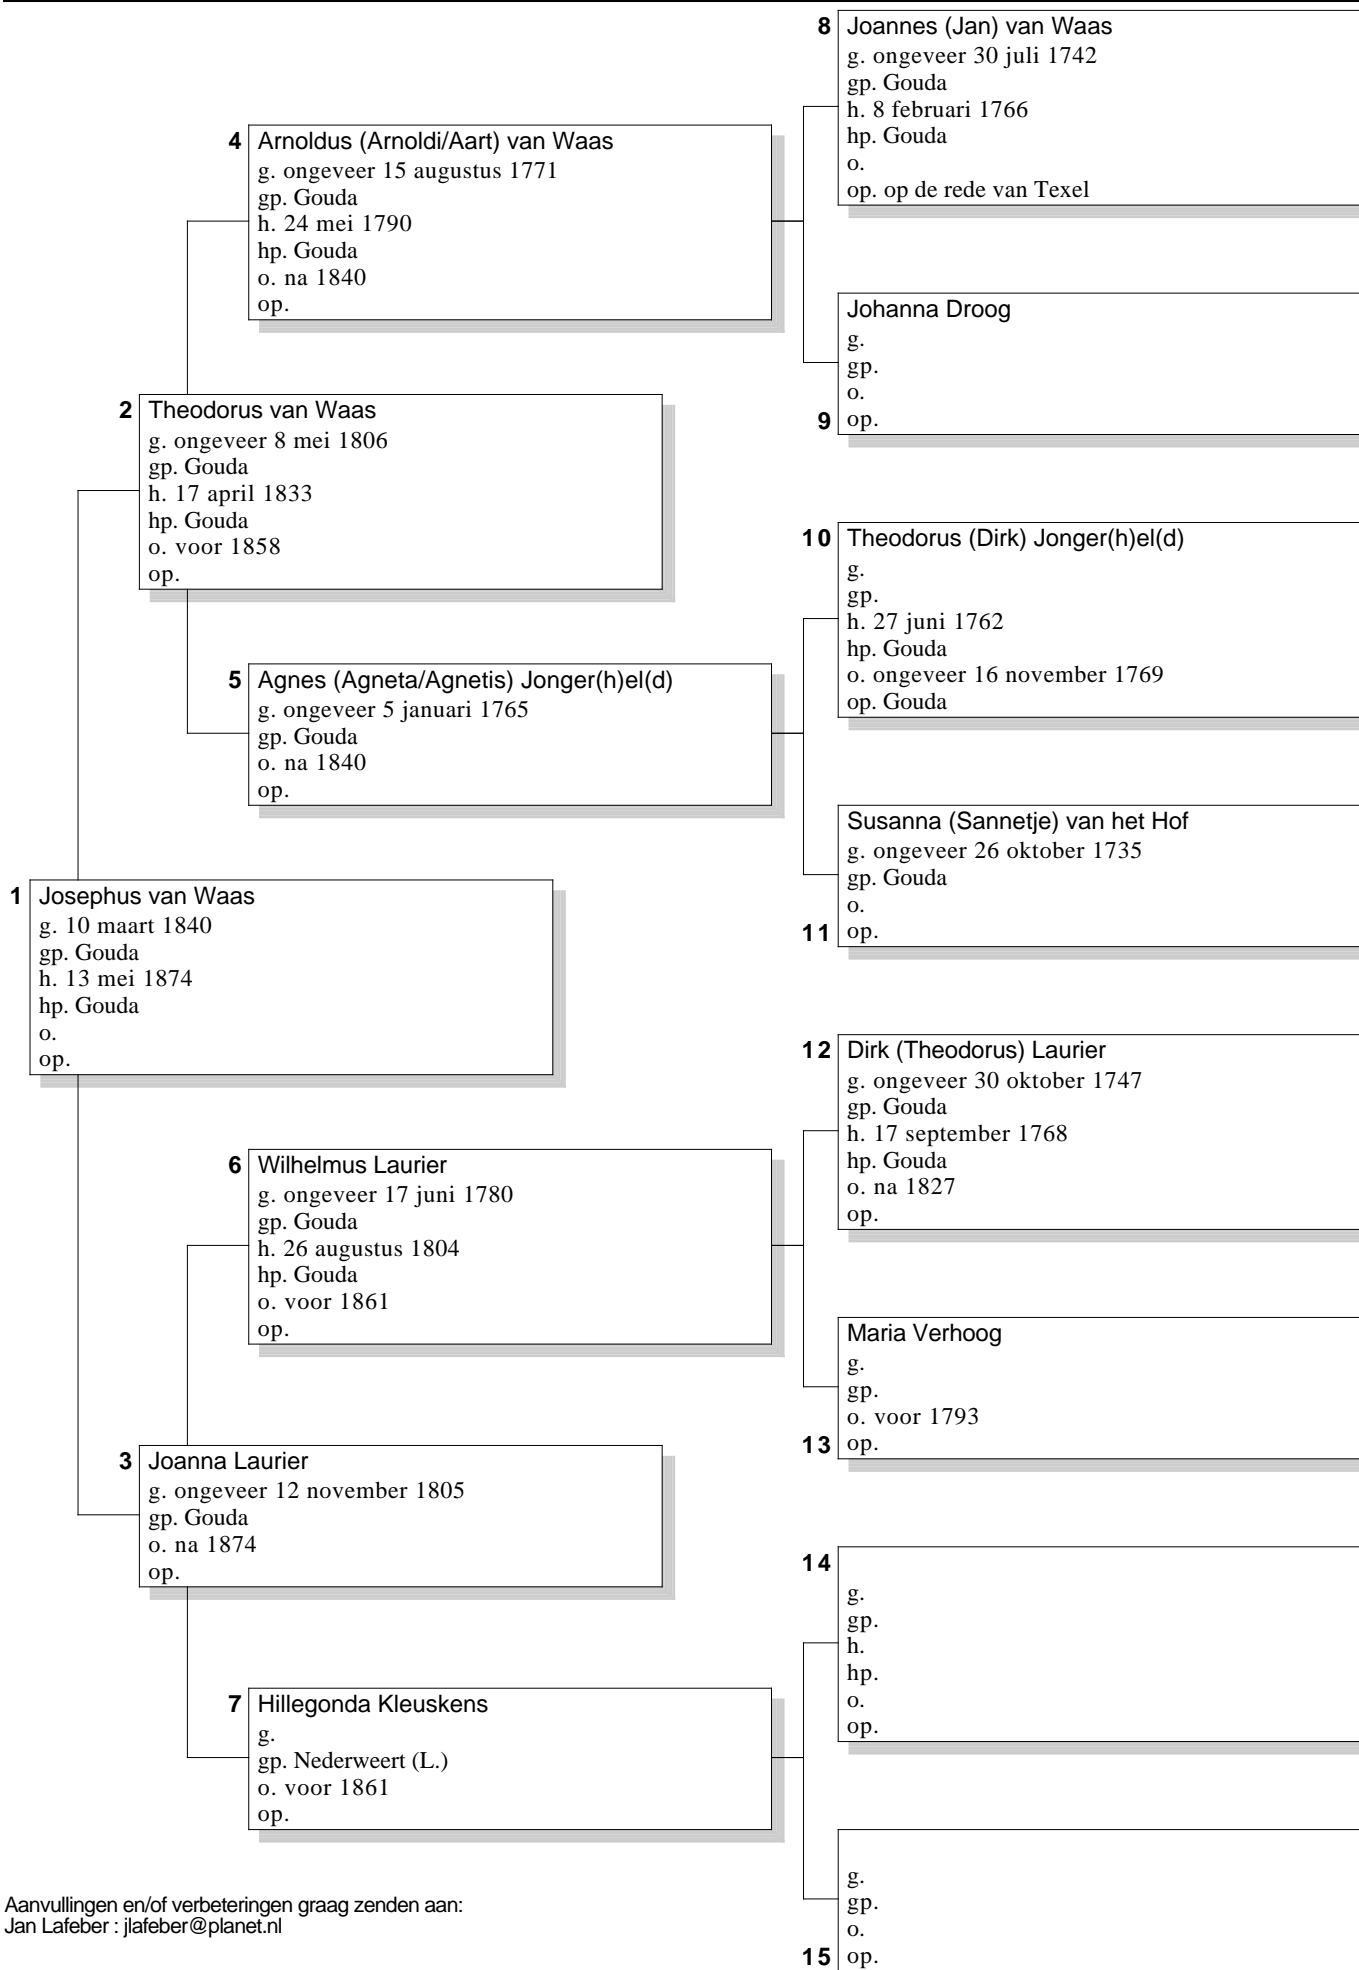 8 Joannes (Jan) van Waas
g. ongeveer 30 juli 1742
gp. Gouda
h. 8 februari 1766
hp. Gouda
o.
op. op de rede van Texel
4 Arnoldus (Arnoldi/Aart) van Waas
g. ongeveer 15 augustus 1771
gp. Gouda
h. 24 mei 1790
hp. Gouda
o. na 1840
op.
Johanna Droog
g.
gp.
o.
9 op.
2 Theodorus van Waas
g. ongeveer 8 mei 1806
gp. Gouda
h. 17 april 1833
hp. Gouda
o. voor 1858
op.
10 Theodorus (Dirk) Jonger(h)el(d)
g.
gp.
h. 27 juni 1762
hp. Gouda
o. ongeveer 16 november 1769
op. Gouda
5 Agnes (Agneta/Agnetis) Jonger(h)el(d)
g. ongeveer 5 januari 1765
gp. Gouda
o. na 1840
op.
Susanna (Sannetje) van het Hof
g. ongeveer 26 oktober 1735
gp. Gouda
o.
11 op.
1 Josephus van Waas
g. 10 maart 1840
gp. Gouda
h. 13 mei 1874
hp. Gouda
o.
op.
12 Dirk (Theodorus) Laurier
g. ongeveer 30 oktober 1747
gp. Gouda
h. 17 september 1768
hp. Gouda
o. na 1827
op.
6 Wilhelmus Laurier
g. ongeveer 17 juni 1780
gp. Gouda
h. 26 augustus 1804
hp. Gouda
o. voor 1861
op.
Maria Verhoog
g.
gp.
o. voor 1793
13 op.
3 Joanna Laurier
g. ongeveer 12 november 1805
gp. Gouda
o. na 1874
op.
14
g.
gp.
h.
hp.
o.
op.
7 Hillegonda Kleuskens
g.
gp. Nederweert (L.)
o. voor 1861
op.
g.
gp.
o.
15 op.
Aanvullingen en/of verbeteringen graag zenden aan:
Jan Lafeber : jlafeber@planet.nl